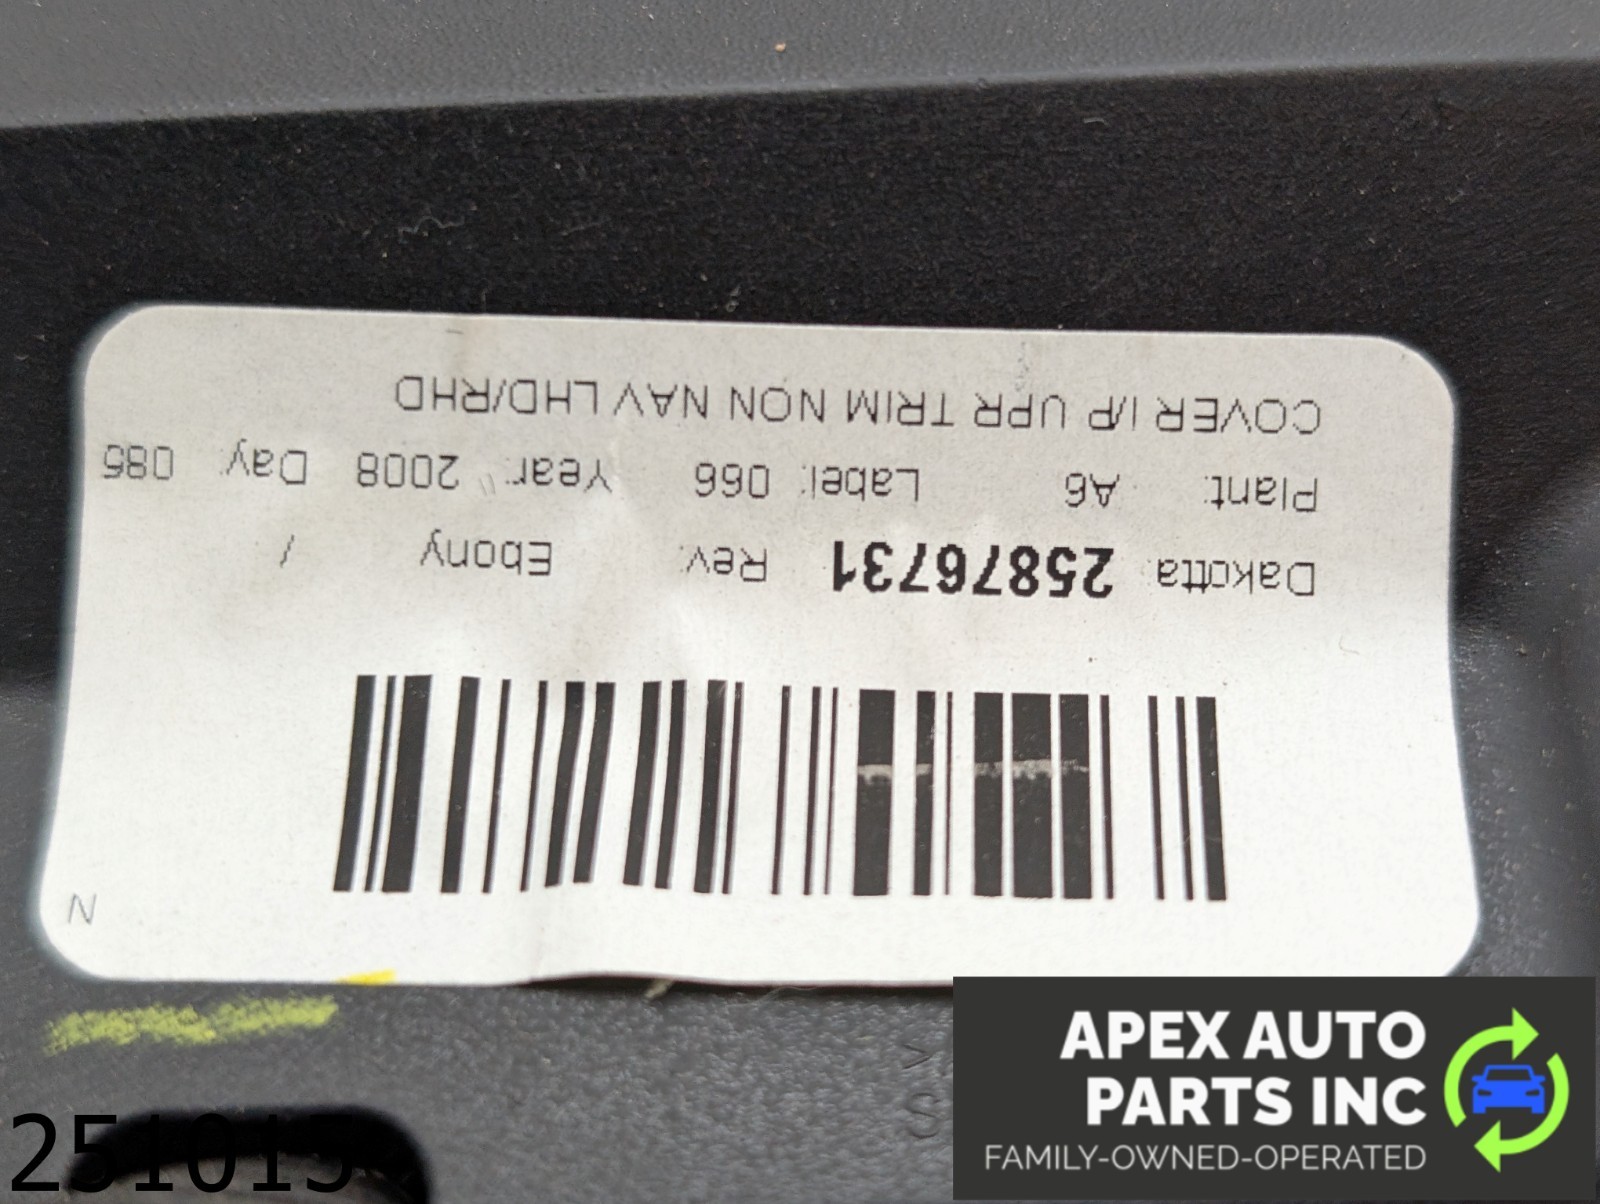 COVER I/P UPR TRIM NON NAV LHD/RHD
Plant: A6 Label: 066 Year: 2008 Day: 085
Dakotta: 25876731 Rev: Ebony /
N
251015
APEX AUTO
PARTS INC
FAMILY-OWNED-OPERATED